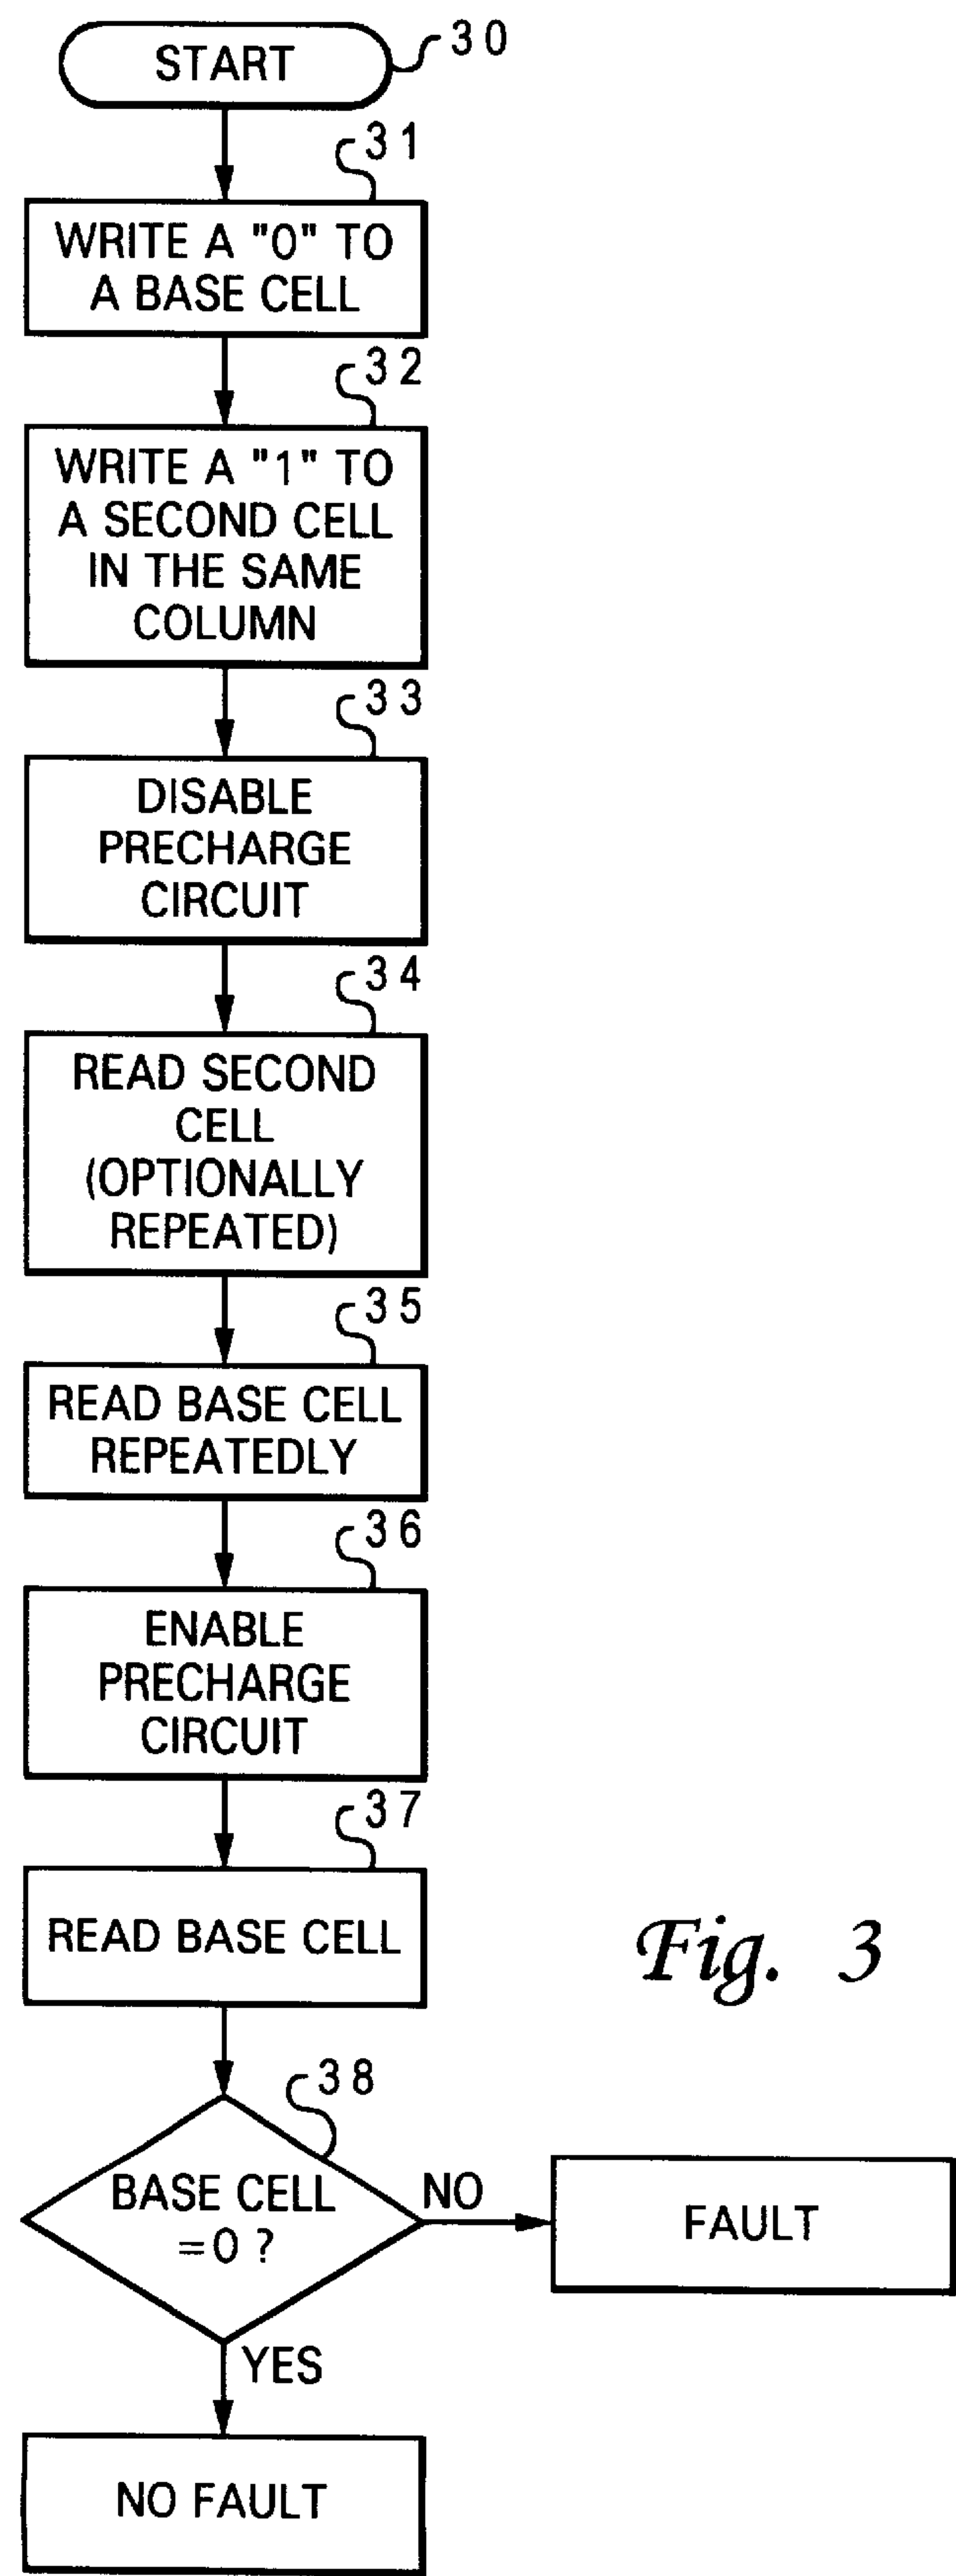 START
30
31
WRITE A "0" TO
A BASE CELL
32
WRITE A "1" TO
A SECOND CELL
IN THE SAME
COLUMN
33
DISABLE
PRECHARGE
CIRCUIT
34
READ SECOND
CELL
(OPTIONALLY
REPEATED)
35
READ BASE CELL
REPEATEDLY
36
ENABLE
PRECHARGE
CIRCUIT
37
READ BASE CELL
Fig. 3
38
BASE CELL
=0 ?
NO
FAULT
YES
NO FAULT